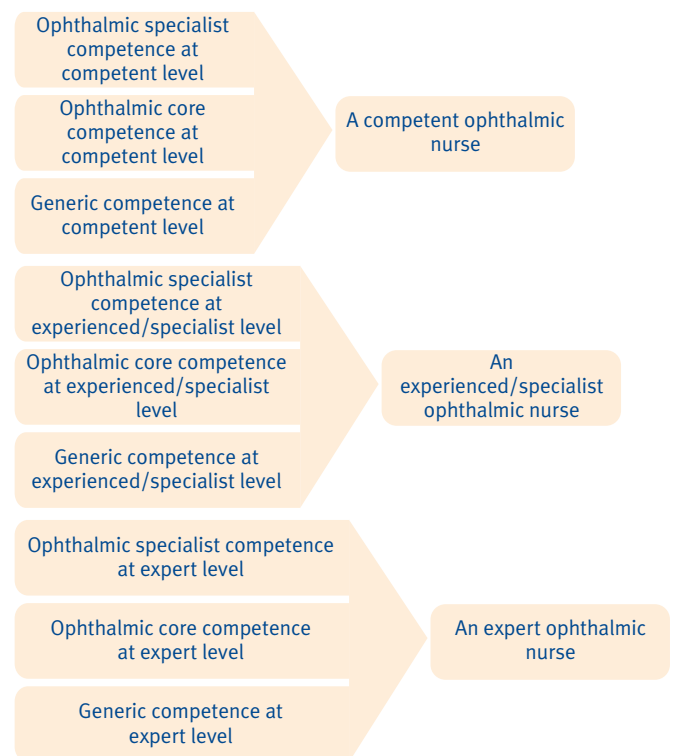 Ophthalmic specialist
competence at
competent level
Ophthalmic core
competence at
competent level
Generic competence at
competent level
A competent ophthalmic
nurse
Ophthalmic specialist
competence at
experienced/specialist level
Ophthalmic core competence
at experienced/specialist
level
Generic competence at
experienced/specialist level
An
experienced/specialist
ophthalmic nurse
Ophthalmic specialist competence
at expert level
Ophthalmic core competence
at expert level
Generic competence at
expert level
An expert ophthalmic
nurse